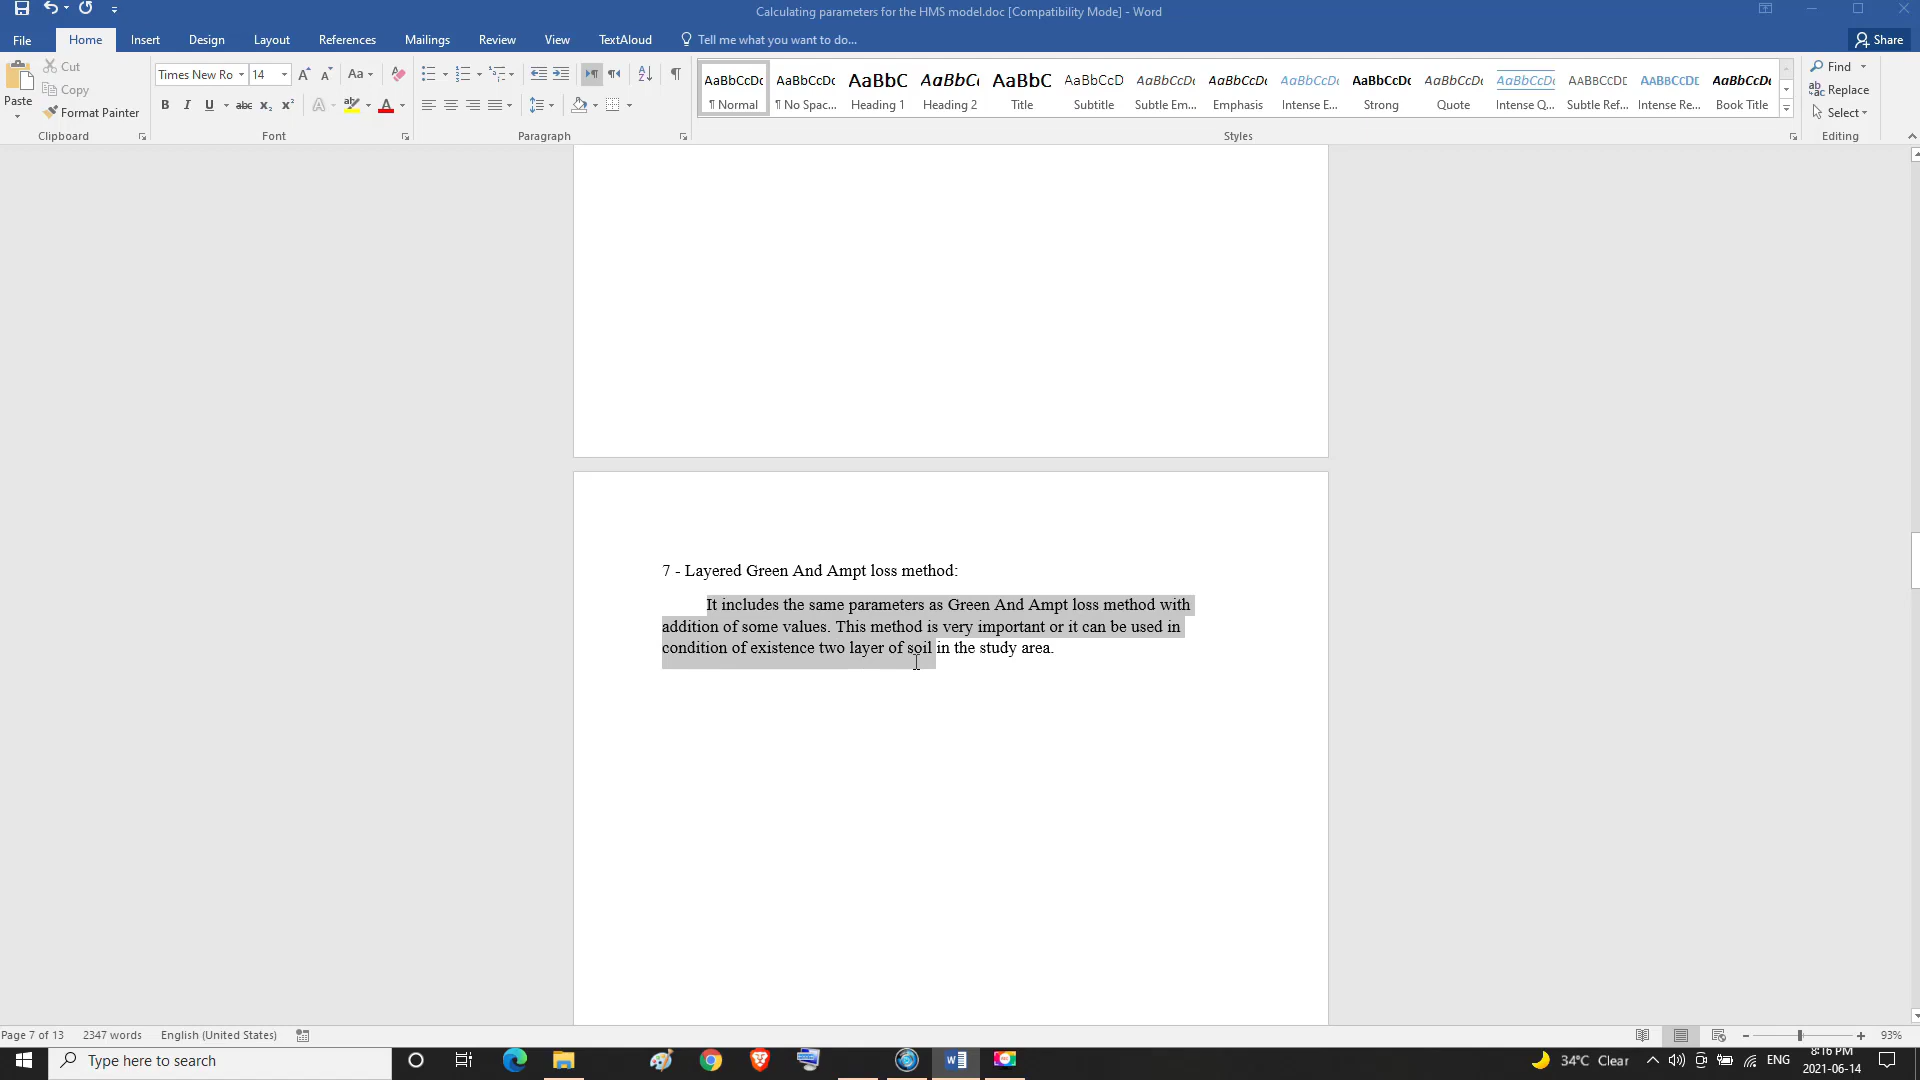 Calculating parameters for the HMS model.doc [Compatibility Mode] - Word
File Home Insert Design Layout References Mailings Review View TextAloud Tell me what you want to do... Share
Paste
Cut
Copy
Format Painter
Clipboard
Times New Ro 14
Aa
B I U abc x₂ x²
Font
Paragraph
AaBbCcDc AaBbCcDc AaBbC AaBbC( AaBbC AaBbCcD AaBbCcDc AaBbCcDc AaBbCcDc AaBbCcDc AaBbCcDc AaBbCcDc AABBCCDE AABBCCDE AaBbCcDc
¶ Normal ¶ No Spac... Heading 1 Heading 2 Title Subtitle Subtle Em... Emphasis Intense E... Strong Quote Intense Q... Subtle Ref... Intense Re... Book Title
Styles
Find
Replace
Select
Editing
7 - Layered Green And Ampt loss method:
It includes the same parameters as Green And Ampt loss method with
addition of some values. This method is very important or it can be used in
condition of existence two layer of soil in the study area.
Page 7 of 13 2347 words English (United States) 93%
Type here to search
34°C Clear ENG
8:16 PM
2021-06-14